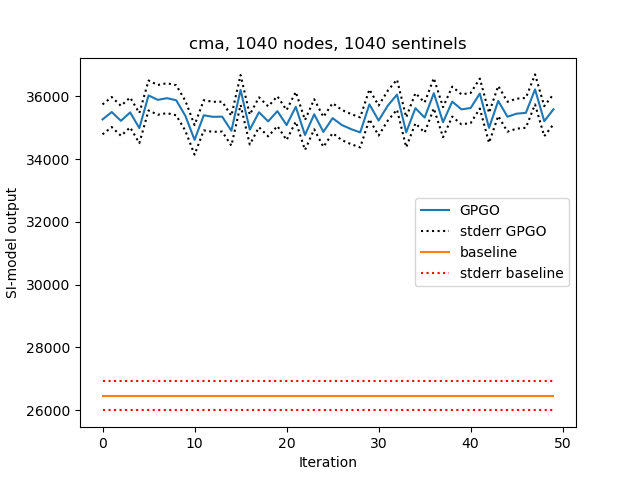 cma, 1040 nodes, 1040 sentinels
SI-model output
36000
34000
32000
30000
28000
26000
GPGO
stderr GPGO
baseline
stderr baseline
0
10
20
30
40
50
Iteration